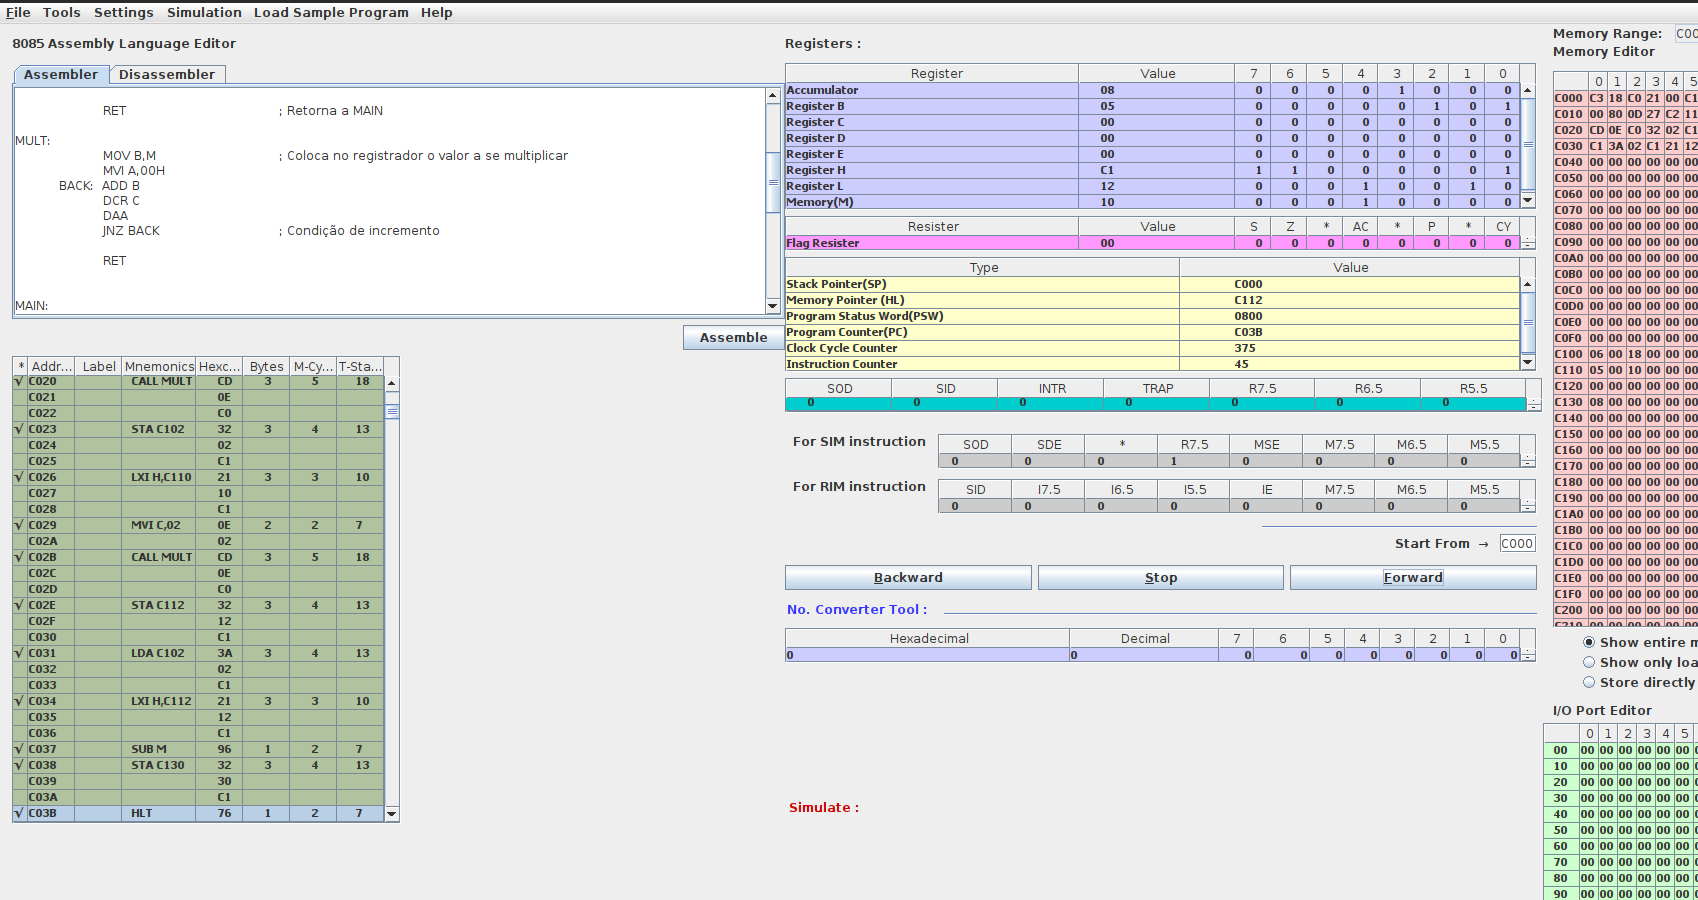 File Tools Settings Simulation Load Sample Program Help
8085 Assembly Language Editor
Assembler Disassembler
RET ; Retorna a MAIN
MULT:
MOV B,M ; Coloca no registrador o valor a se multiplicar
MVI A,00H
BACK: ADD B
DCR C
DAA
JNZ BACK ; Condição de incremento
RET
MAIN:
Assemble
* Addr... Label Mnemonics Hexc... Bytes M-Cy... T-Sta...
√ C020 CALL MULT CD 3 5 18
C021 0E
C022 C0
√ C023 STA C102 32 3 4 13
C024 02
C025 C1
√ C026 LXI H,C110 21 3 3 10
C027 10
C028 C1
√ C029 MVI C,02 0E 2 2 7
C02A 02
√ C02B CALL MULT CD 3 5 18
C02C 0E
C02D C0
√ C02E STA C112 32 3 4 13
C02F 12
C030 C1
√ C031 LDA C102 3A 3 4 13
C032 02
C033 C1
√ C034 LXI H,C112 21 3 3 10
C035 12
C036 C1
√ C037 SUB M 96 1 2 7
√ C038 STA C130 32 3 4 13
C039 30
C03A C1
√ C03B HLT 76 1 2 7
Registers :
Register Value 7 6 5 4 3 2 1 0
Accumulator 08 0 0 0 0 1 0 0 0
Register B 05 0 0 0 0 0 1 0 1
Register C 00 0 0 0 0 0 0 0 0
Register D 00 0 0 0 0 0 0 0 0
Register E 00 0 0 0 0 0 0 0 0
Register H C1 1 1 0 0 0 0 0 1
Register L 12 0 0 0 1 0 0 1 0
Memory(M) 10 0 0 0 1 0 0 0 0
Resister Value S Z * AC * P * CY
Flag Resister 00 0 0 0 0 0 0 0 0
Type Value
Stack Pointer(SP) C000
Memory Pointer (HL) C112
Program Status Word(PSW) 0800
Program Counter(PC) C03B
Clock Cycle Counter 375
Instruction Counter 45
SOD SID INTR TRAP R7.5 R6.5 R5.5
0 0 0 0 0 0 0
For SIM instruction
SOD SDE * R7.5 MSE M7.5 M6.5 M5.5
0 0 0 1 0 0 0 0
For RIM instruction
SID I7.5 I6.5 I5.5 IE M7.5 M6.5 M5.5
0 0 0 0 0 0 0 0
Start From → C000
Backward Stop Forward
No. Converter Tool :
Hexadecimal Decimal 7 6 5 4 3 2 1 0
0 0 0 0 0 0 0 0 0 0
Simulate :
Memory Range: C00
Memory Editor
0 1 2 3 4 5
C000 C3 18 C0 21 00 C1
C010 00 80 0D 27 C2 11
C020 CD 0E C0 32 02 C1
C030 C1 3A 02 C1 21 12
C040 00 00 00 00 00 00
C050 00 00 00 00 00 00
C060 00 00 00 00 00 00
C070 00 00 00 00 00 00
C080 00 00 00 00 00 00
C090 00 00 00 00 00 00
C0A0 00 00 00 00 00 00
C0B0 00 00 00 00 00 00
C0C0 00 00 00 00 00 00
C0D0 00 00 00 00 00 00
C0E0 00 00 00 00 00 00
C0F0 00 00 00 00 00 00
C100 06 00 18 00 00 00
C110 05 00 10 00 00 00
C120 00 00 00 00 00 00
C130 08 00 00 00 00 00
C140 00 00 00 00 00 00
C150 00 00 00 00 00 00
C160 00 00 00 00 00 00
C170 00 00 00 00 00 00
C180 00 00 00 00 00 00
C190 00 00 00 00 00 00
C1A0 00 00 00 00 00 00
C1B0 00 00 00 00 00 00
C1C0 00 00 00 00 00 00
C1D0 00 00 00 00 00 00
C1E0 00 00 00 00 00 00
C1F0 00 00 00 00 00 00
C200 00 00 00 00 00 00
Show entire m
Show only loa
Store directly
I/O Port Editor
0 1 2 3 4 5
00 00 00 00 00 00 00
10 00 00 00 00 00 00
20 00 00 00 00 00 00
30 00 00 00 00 00 00
40 00 00 00 00 00 00
50 00 00 00 00 00 00
60 00 00 00 00 00 00
70 00 00 00 00 00 00
80 00 00 00 00 00 00
90 00 00 00 00 00 00